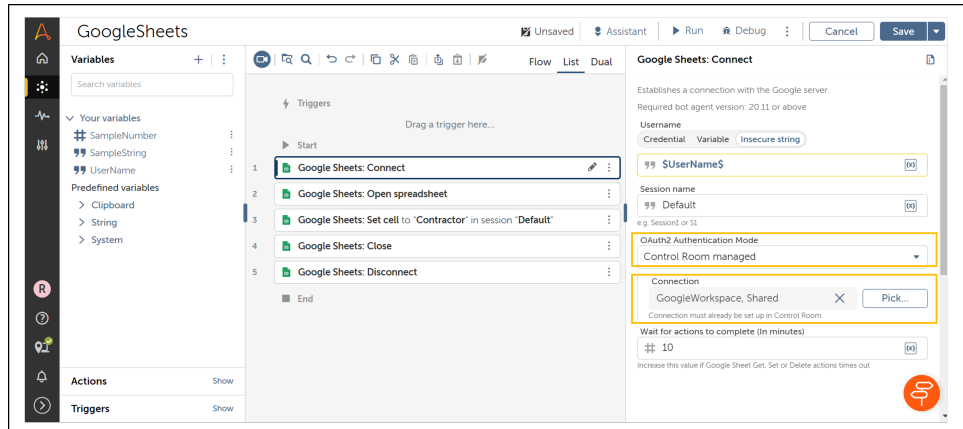 GoogleSheets
Unsaved
Assistant
Run
Debug
Cancel
Save
Variables
Search variables
Your variables
SampleNumber
SampleString
UserName
Predefined variables
Clipboard
String
System
R
Actions
Show
Triggers
Show
Flow List Dual
Triggers
Drag a trigger here...
Start
1 Google Sheets: Connect
2 Google Sheets: Open spreadsheet
3 Google Sheets: Set cell to "Contractor" in session "Default"
4 Google Sheets: Close
5 Google Sheets: Disconnect
End
Google Sheets: Connect
Establishes a connection with the Google server.
Required bot agent version: 20.11 or above
Username
Credential Variable Insecure string
$UserName$
(x)
Session name
Default
(x)
e.g. Session1 or S1
OAuth2 Authentication Mode
Control Room managed
Connection
GoogleWorkspace, Shared
Pick...
Connection must already be set up in Control Room.
Wait for actions to complete (In minutes)
10
(x)
Increase this value if Google Sheet Get, Set or Delete actions times out